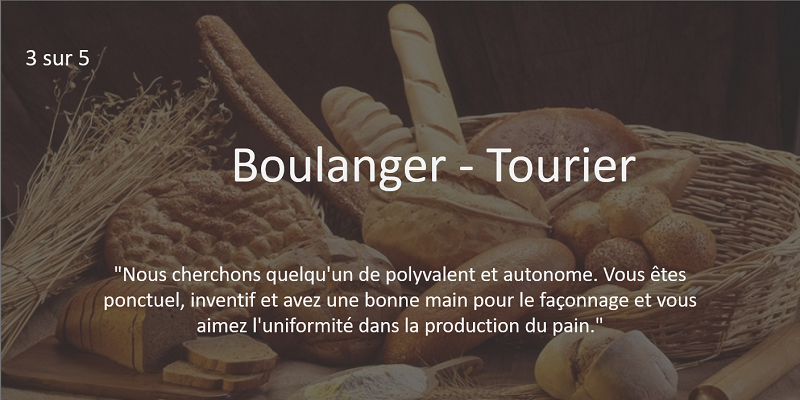 3 sur 5
Boulanger - Tourier
"Nous cherchons quelqu'un de polyvalent et autonome. Vous êtes
ponctuel, inventif et avez une bonne main pour le façonnage et vous
aimez l'uniformité dans la production du pain."